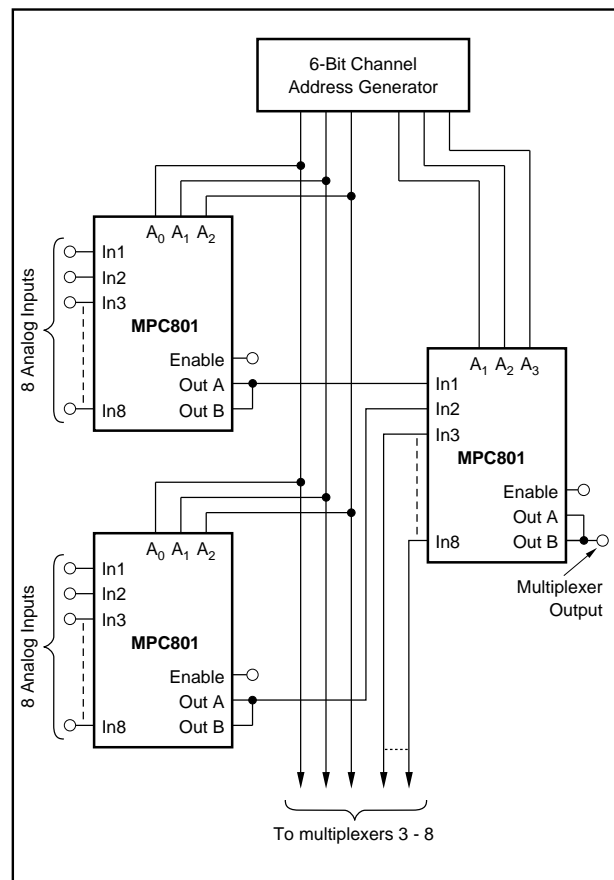 6-Bit Channel
Address Generator
A0 A1 A2
8 Analog Inputs
In1
In2
In3
MPC801
Enable
Out A
Out B
In8
A1 A2 A3
In1
In2
In3
MPC801
Enable
Out A
Out B
In8
Multiplexer
Output
A0 A1 A2
8 Analog Inputs
In1
In2
In3
MPC801
Enable
Out A
Out B
In8
To multiplexers 3 - 8